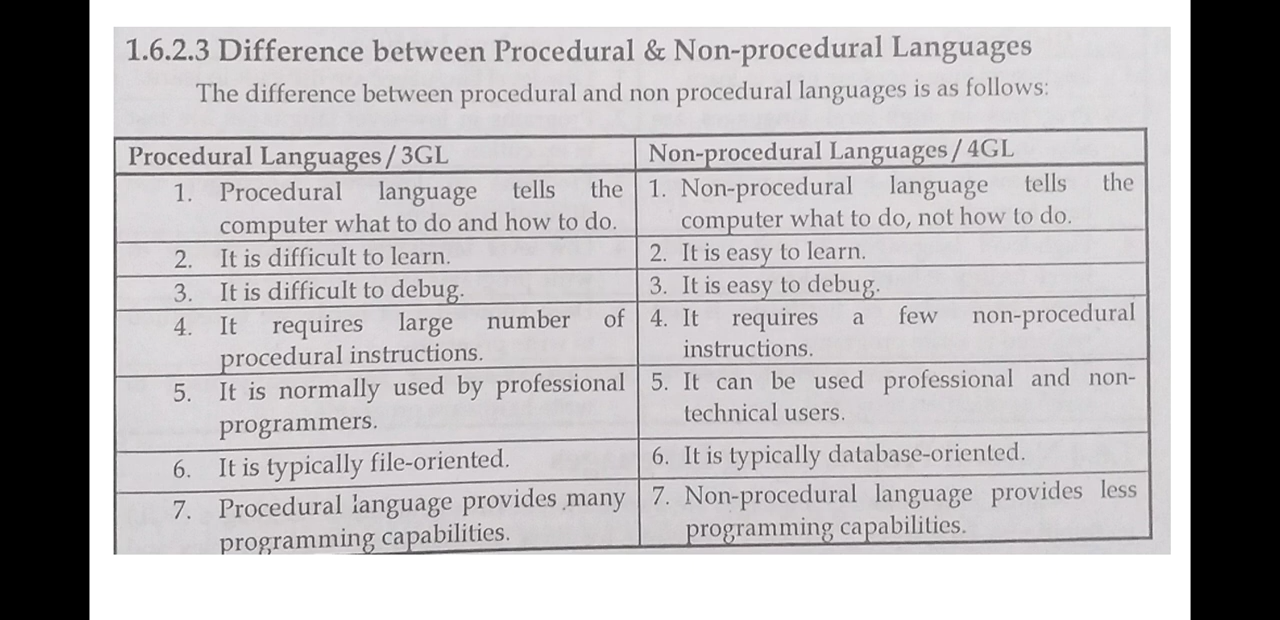 1.6.2.3 Difference between Procedural & Non-procedural Languages
The difference between procedural and non procedural languages is as follows:
Procedural Languages/3GL
Non-procedural Languages/4GL
1. Procedural language tells the
computer what to do and how to do.
1. Non-procedural language tells the
computer what to do, not how to do.
2. It is difficult to learn.
2. It is easy to learn.
3. It is difficult to debug.
3. It is easy to debug.
4. It requires large number of
procedural instructions.
4. It requires a few non-procedural
instructions.
5. It is normally used by professional
programmers.
5. It can be used professional and non-
technical users.
6. It is typically file-oriented.
6. It is typically database-oriented.
7. Procedural language provides many
programming capabilities.
7. Non-procedural language provides less
programming capabilities.